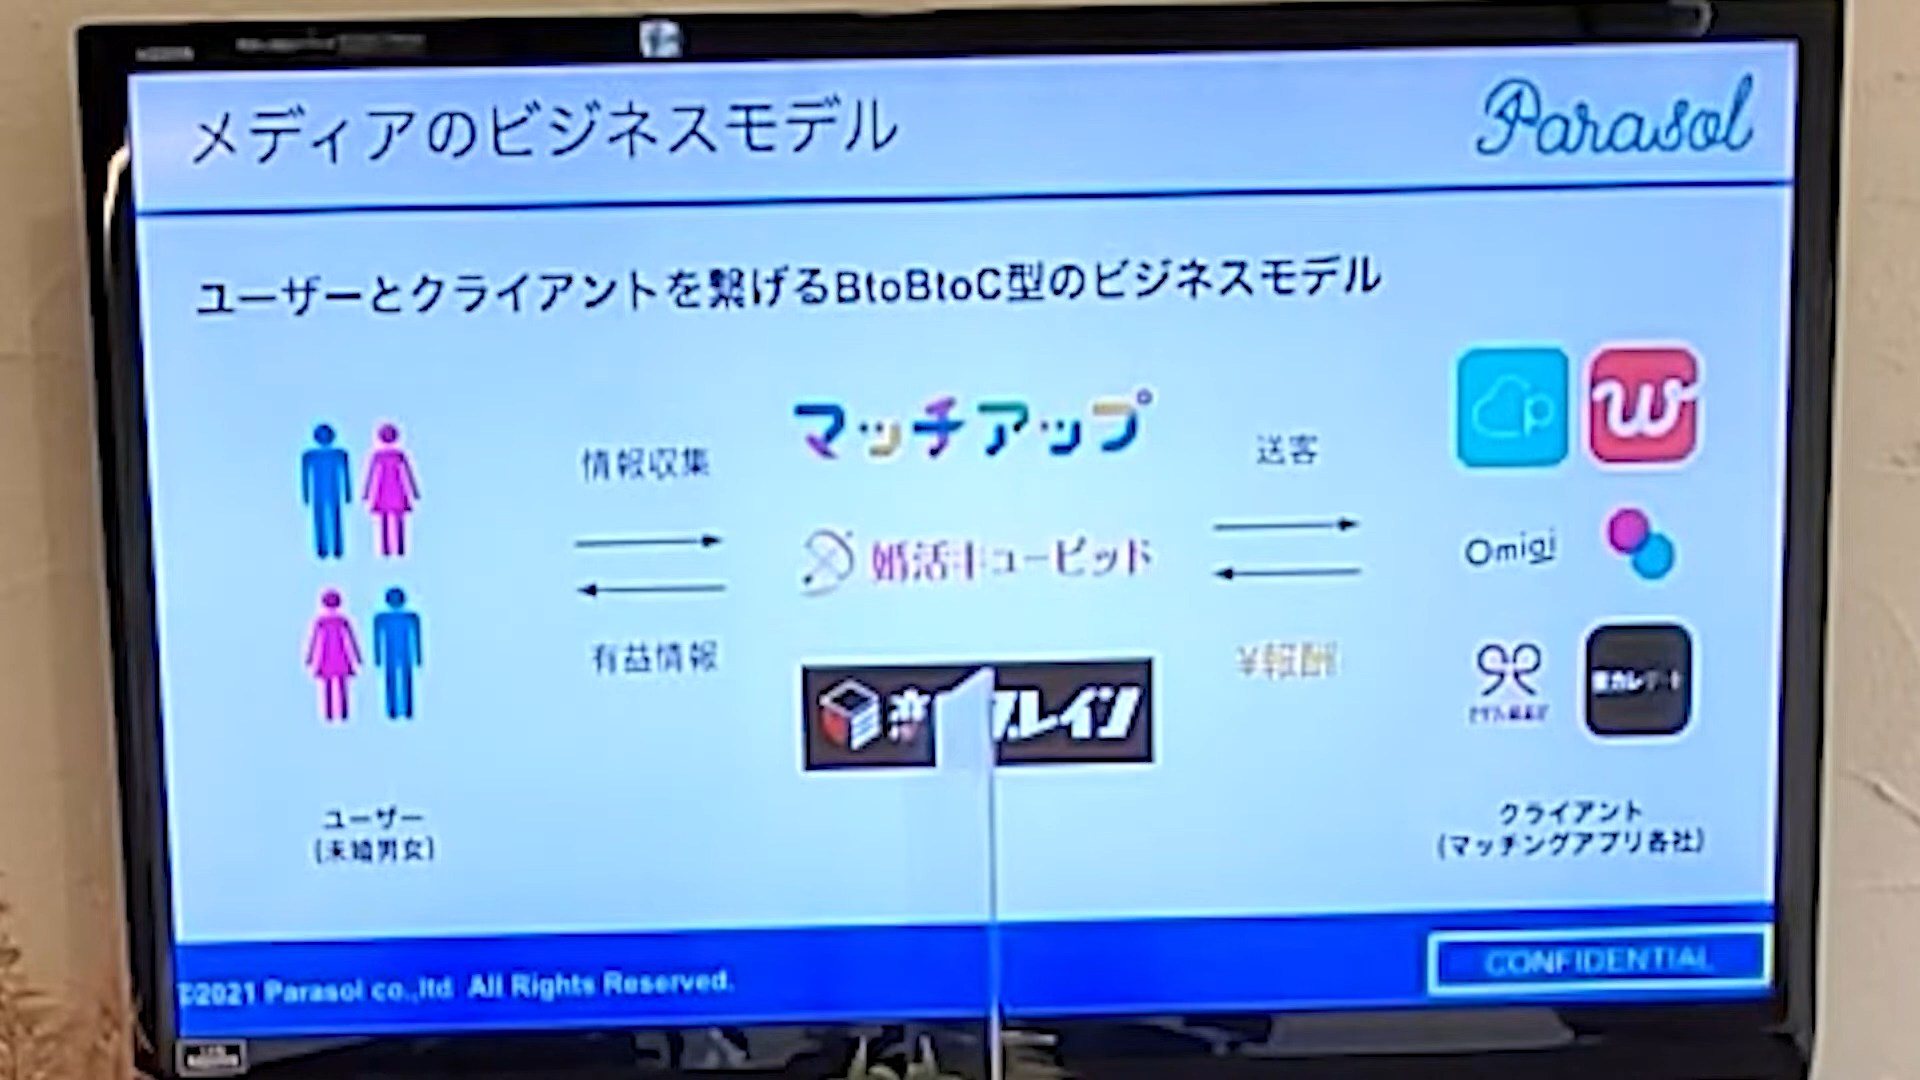 メディアのビジネスモデル
Parasol
ユーザーとクライアントを繋げるBtoBtoC型のビジネスモデル
マッチアップ
情報収集
送客
婚活キューピッド
Omigi
有益情報
¥報酬
レイン
ユーザー
(未婚男女)
クライアント
(マッチングアプリ各社)
©2021 Parasol co.,ltd All Rights Reserved.
CONFIDENTIAL